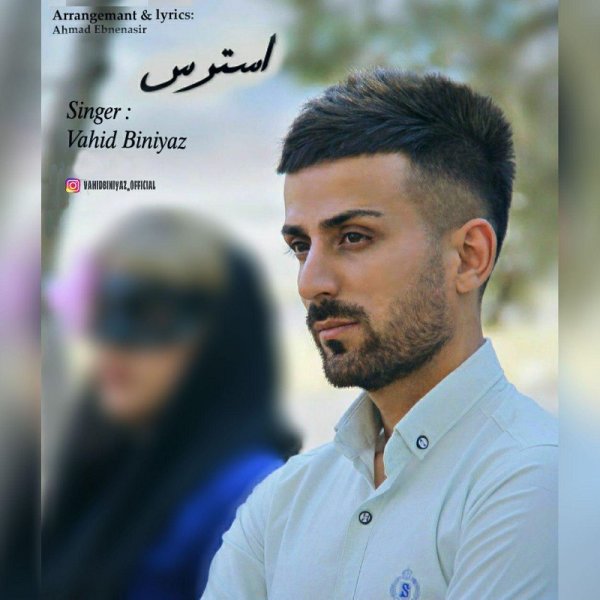 Arrangemant & lyrics:
Ahmad Ebnenasir
استرس
Singer :
Vahid Biniyaz
VAHIDBINIYAZ_OFFICIAL
S